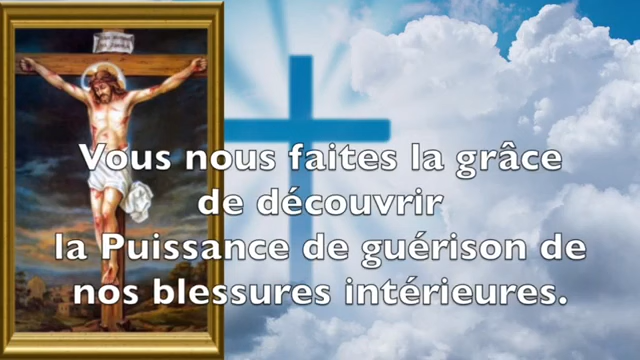 Vous nous faites la grâce
de découvrir
la Puissance de guérison de
nos blessures intérieures.